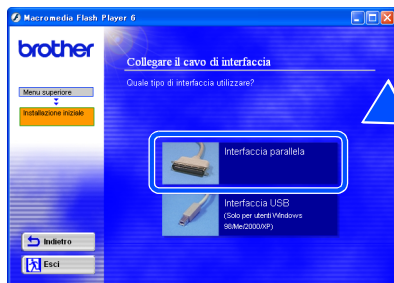 Macromedia Flash Player 6
brother
Collegare il cavo di interfaccia
Quale tipo di interfaccia utilizzare?
Menu superiore
Installazione iniziale
Interfaccia parallela
Interfaccia USB
(Solo per utenti Windows
98/Me/2000/XP)
Indietro
Esci